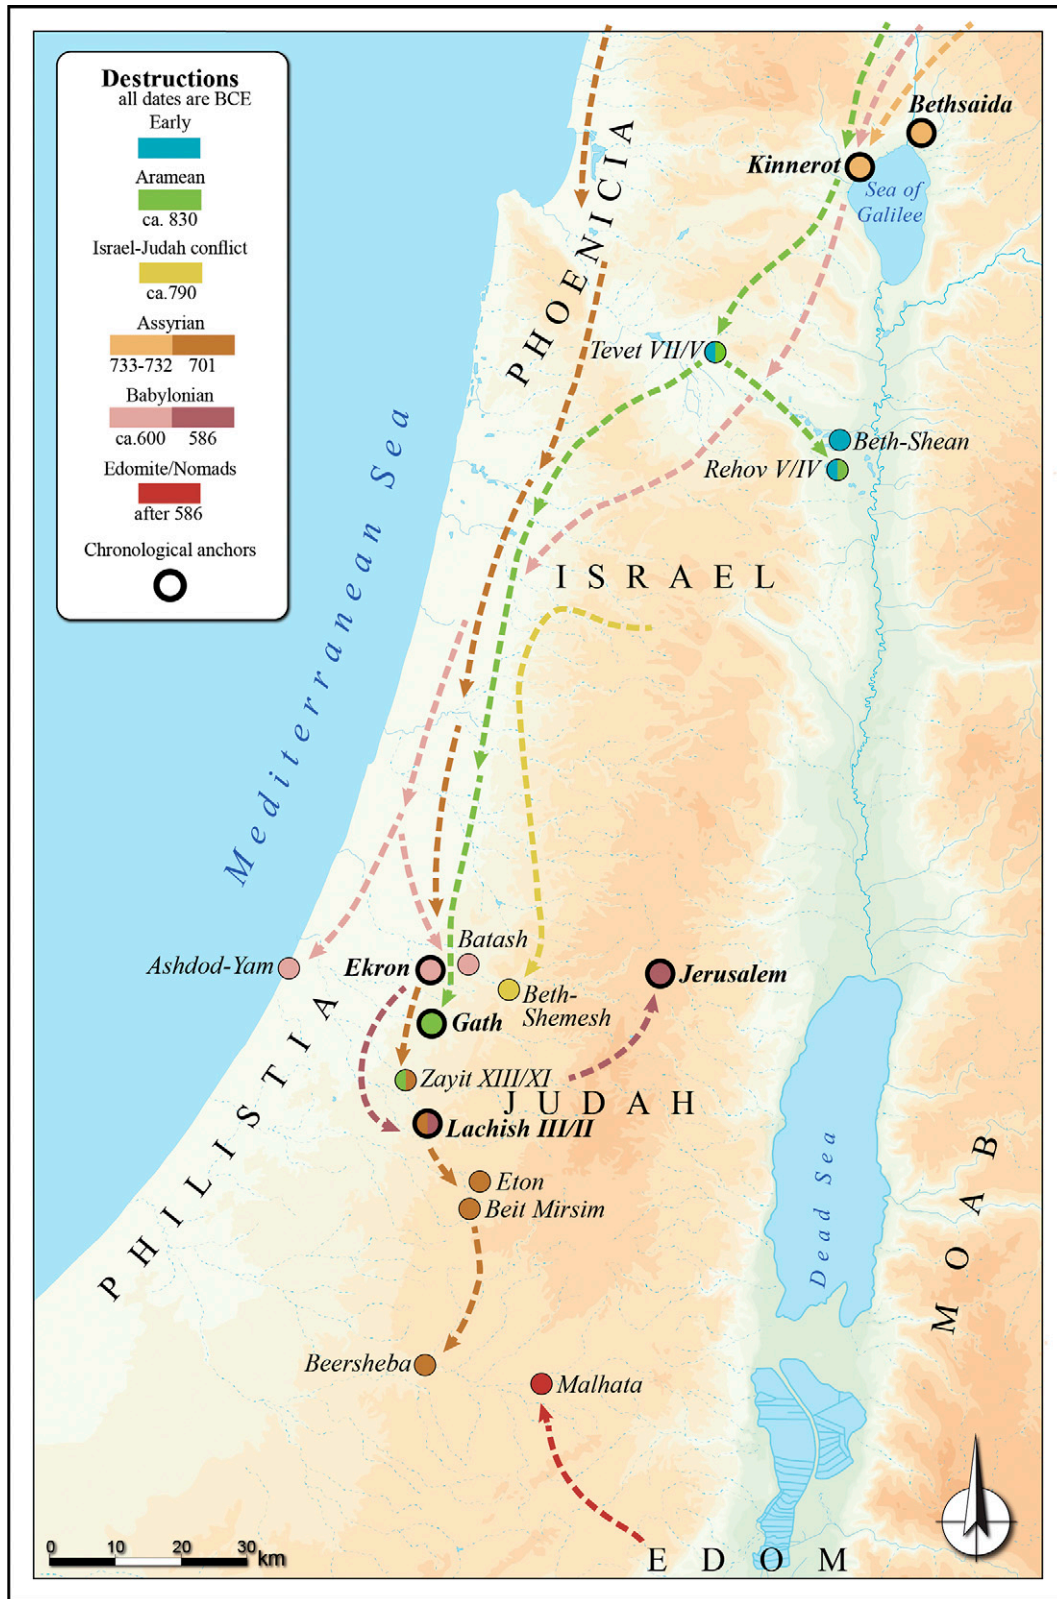 Destructions
all dates are BCE
Early
Aramean
ca. 830
Israel-Judah conflict
ca.790
Assyrian
733-732 701
Babylonian
ca.600 586
Edomite/Nomads
after 586
Chronological anchors
Bethsaida
Kinnerot
Sea of
Galilee
PHOENICIA
Tevet VII/V
Beth-Shean
Rehov V/IV
Mediterranean Sea
ISRAEL
Batash
Ashdod-Yam
Ekron
Jerusalem
Beth-
Shemesh
Gath
PHILISTIA
Zayit XIII/XI
JUDAH
Lachish III/II
Eton
Beit Mirsim
Dead Sea
MOAB
Beersheba
Malhata
EDOM
0 10 20 30 km